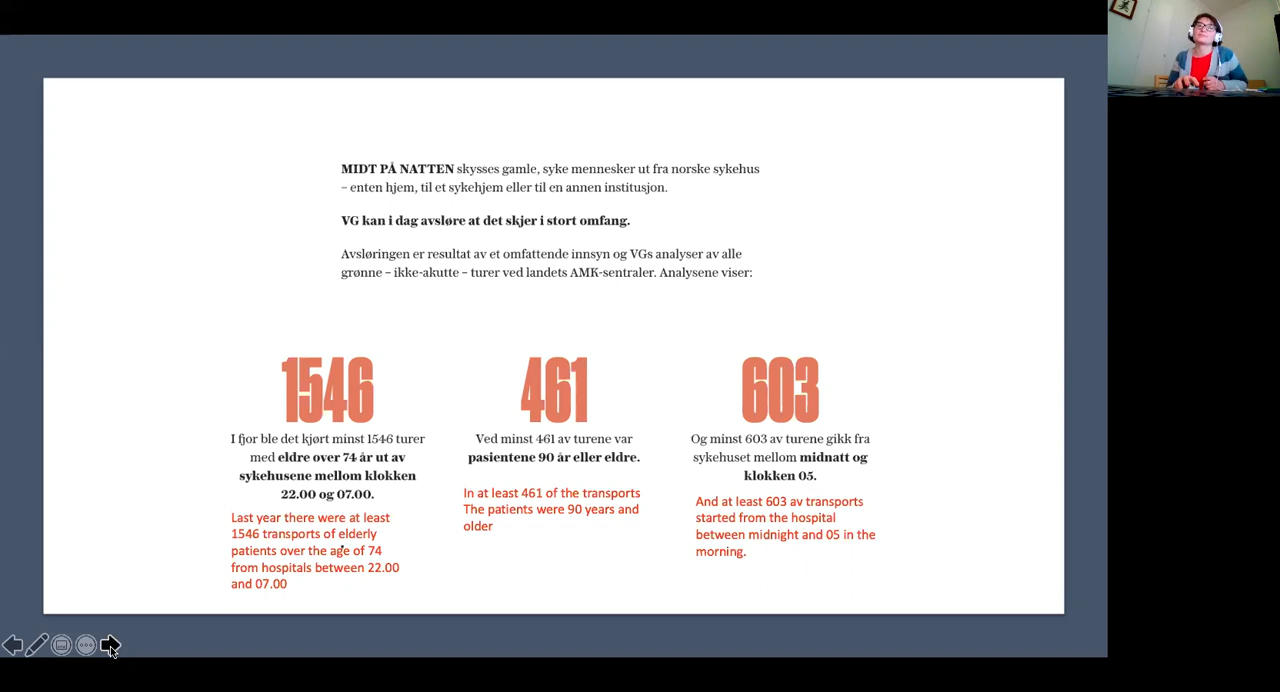 MIDT PÅ NATTEN skysses gamle, syke mennesker ut fra norske sykehus
– enten hjem, til et sykehjem eller til en annen institusjon.
VG kan i dag avsløre at det skjer i stort omfang.
Avsløringen er resultat av et omfattende innsyn og VGs analyser av alle
grønne – ikke-akutte – turer ved landets AMK-sentraler. Analysene viser:
1546
I fjor ble det kjørt minst 1546 turer
med eldre over 74 år ut av
sykehusene mellom klokken
22.00 og 07.00.
Last year there were at least
1546 transports of elderly
patients over the age of 74
from hospitals between 22.00
and 07.00
461
Ved minst 461 av turene var
pasientene 90 år eller eldre.
In at least 461 of the transports
The patients were 90 years and
older
603
Og minst 603 av turene gikk fra
sykehuset mellom midnatt og
klokken 05.
And at least 603 av transports
started from the hospital
between midnight and 05 in the
morning.